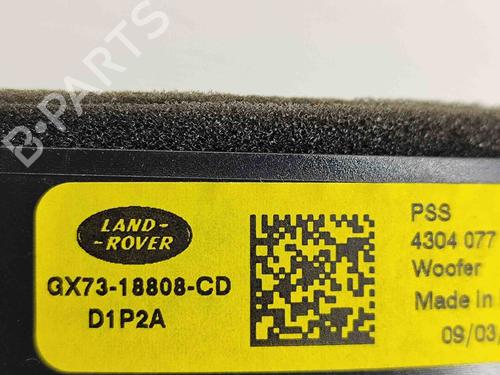 B-PARTS
LAND-
-ROVER
GX73-18808-CD
D1P2A
PSS
4304 077
Woofer
Made in
09/03/